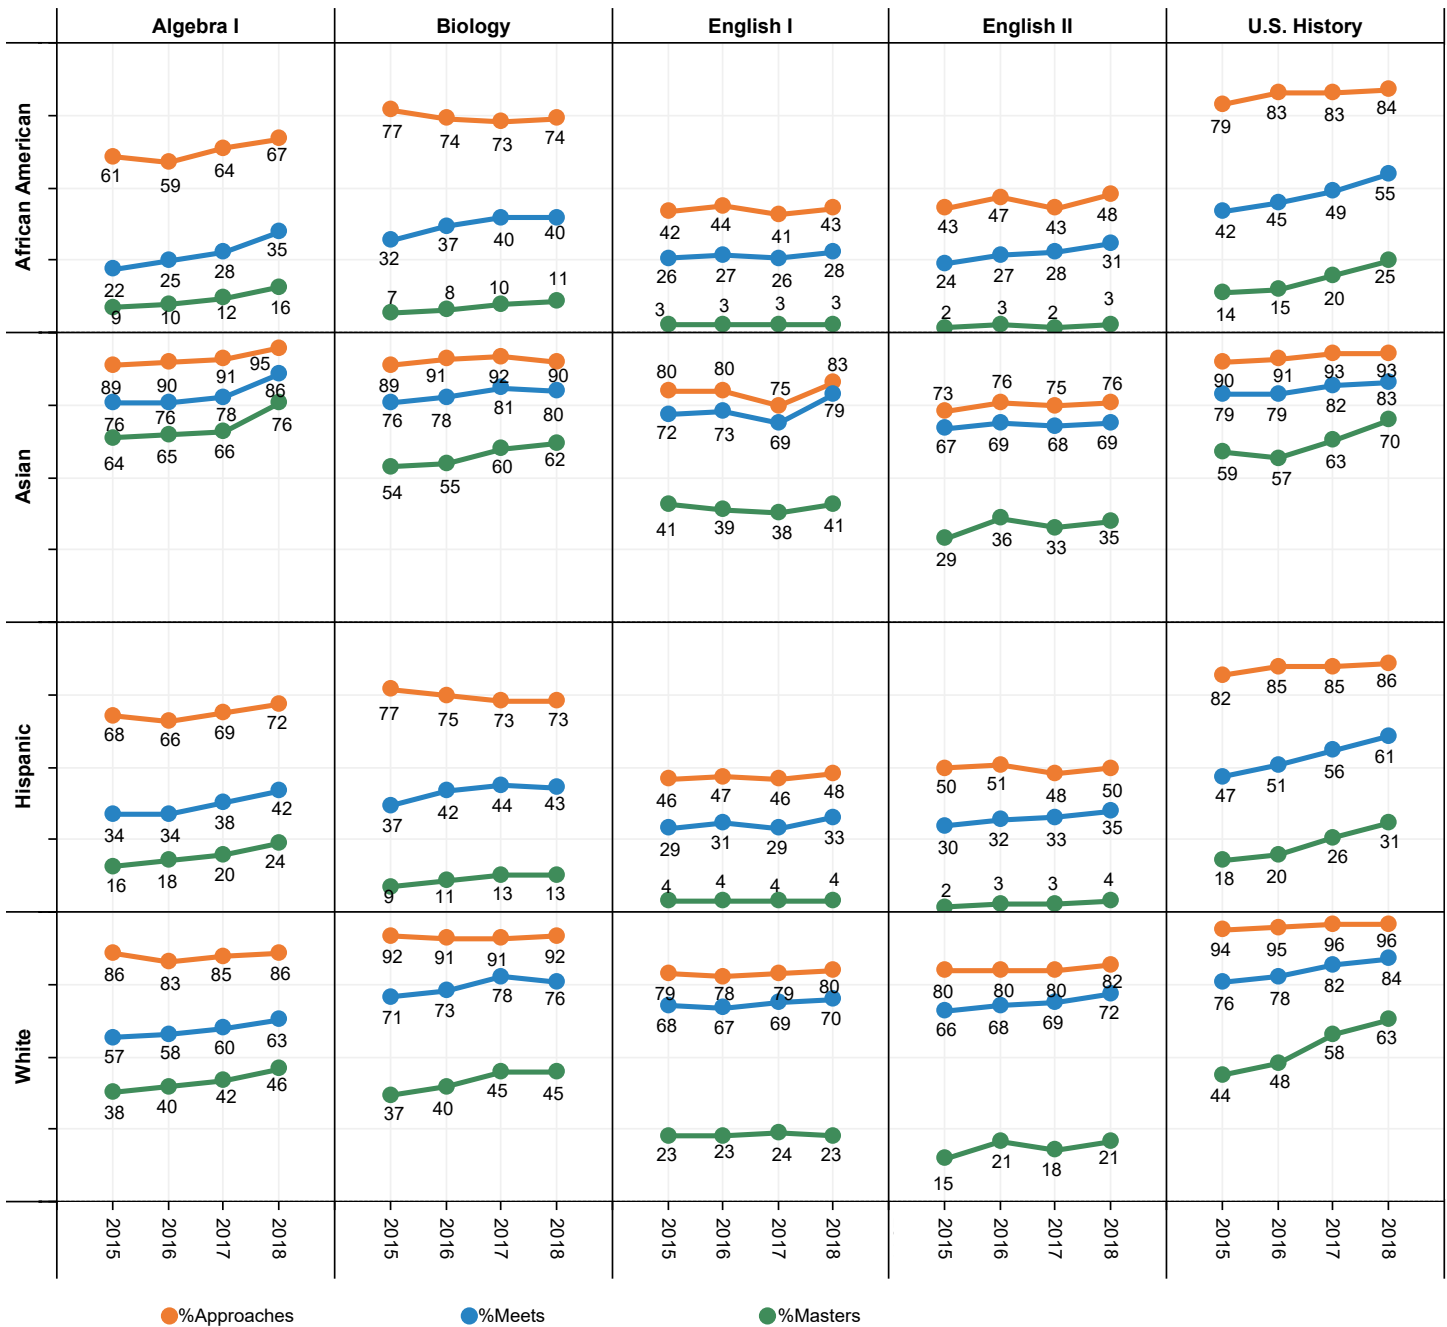 Algebra I Biology English I English II U.S. History
African American
61 59 64 67
22 25 28 35
9 10 12 16
77 74 73 74
32 37 40 40
7 8 10 11
42 44 41 43
26 27 26 28
3 3 3 3
43 47 43 48
24 27 28 31
2 3 2 3
79 83 83 84
42 45 49 55
14 15 20 25
Asian
89 90 91 95
76 76 78 86
64 65 66 76
89 91 92 90
76 78 81 80
54 55 60 62
80 80 75 83
72 73 69 79
41 39 38 41
73 76 75 76
67 69 68 69
29 36 33 35
90 91 93 93
79 79 82 83
59 57 63 70
Hispanic
68 66 69 72
34 34 38 42
16 18 20 24
77 75 73 73
37 42 44 43
9 11 13 13
46 47 46 48
29 31 29 33
4 4 4 4
50 51 48 50
30 32 33 35
2 3 3 4
82 85 85 86
47 51 56 61
18 20 26 31
White
86 83 85 86
57 58 60 63
38 40 42 46
92 91 91 92
71 73 78 76
37 40 45 45
79 78 79 80
68 67 69 70
23 23 24 23
80 80 80 82
66 68 69 72
15 21 18 21
94 95 96 96
76 78 82 84
44 48 58 63
2015 2016 2017 2018 2015 2016 2017 2018 2015 2016 2017 2018 2015 2016 2017 2018 2015 2016 2017 2018
%Approaches %Meets %Masters